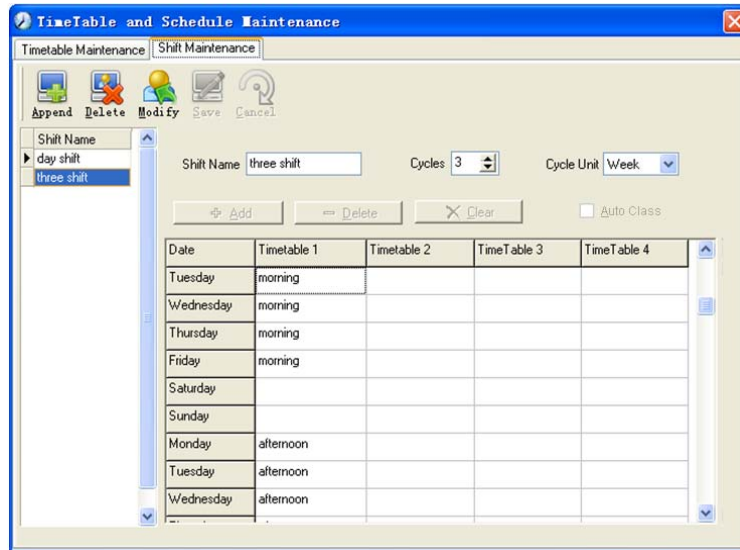 TimeTable and Schedule Maintenance
Timetable Maintenance Shift Maintenance
Append Delete Modify Save Cancel
Shift Name
day shift
three shift
Shift Name three shift Cycles 3 Cycle Unit Week
Add Delete Clear Auto Class
Date Timetable 1 Timetable 2 TimeTable 3 TimeTable 4
Tuesday morning
Wednesday morning
Thursday morning
Friday morning
Saturday
Sunday
Monday afternoon
Tuesday afternoon
Wednesday afternoon